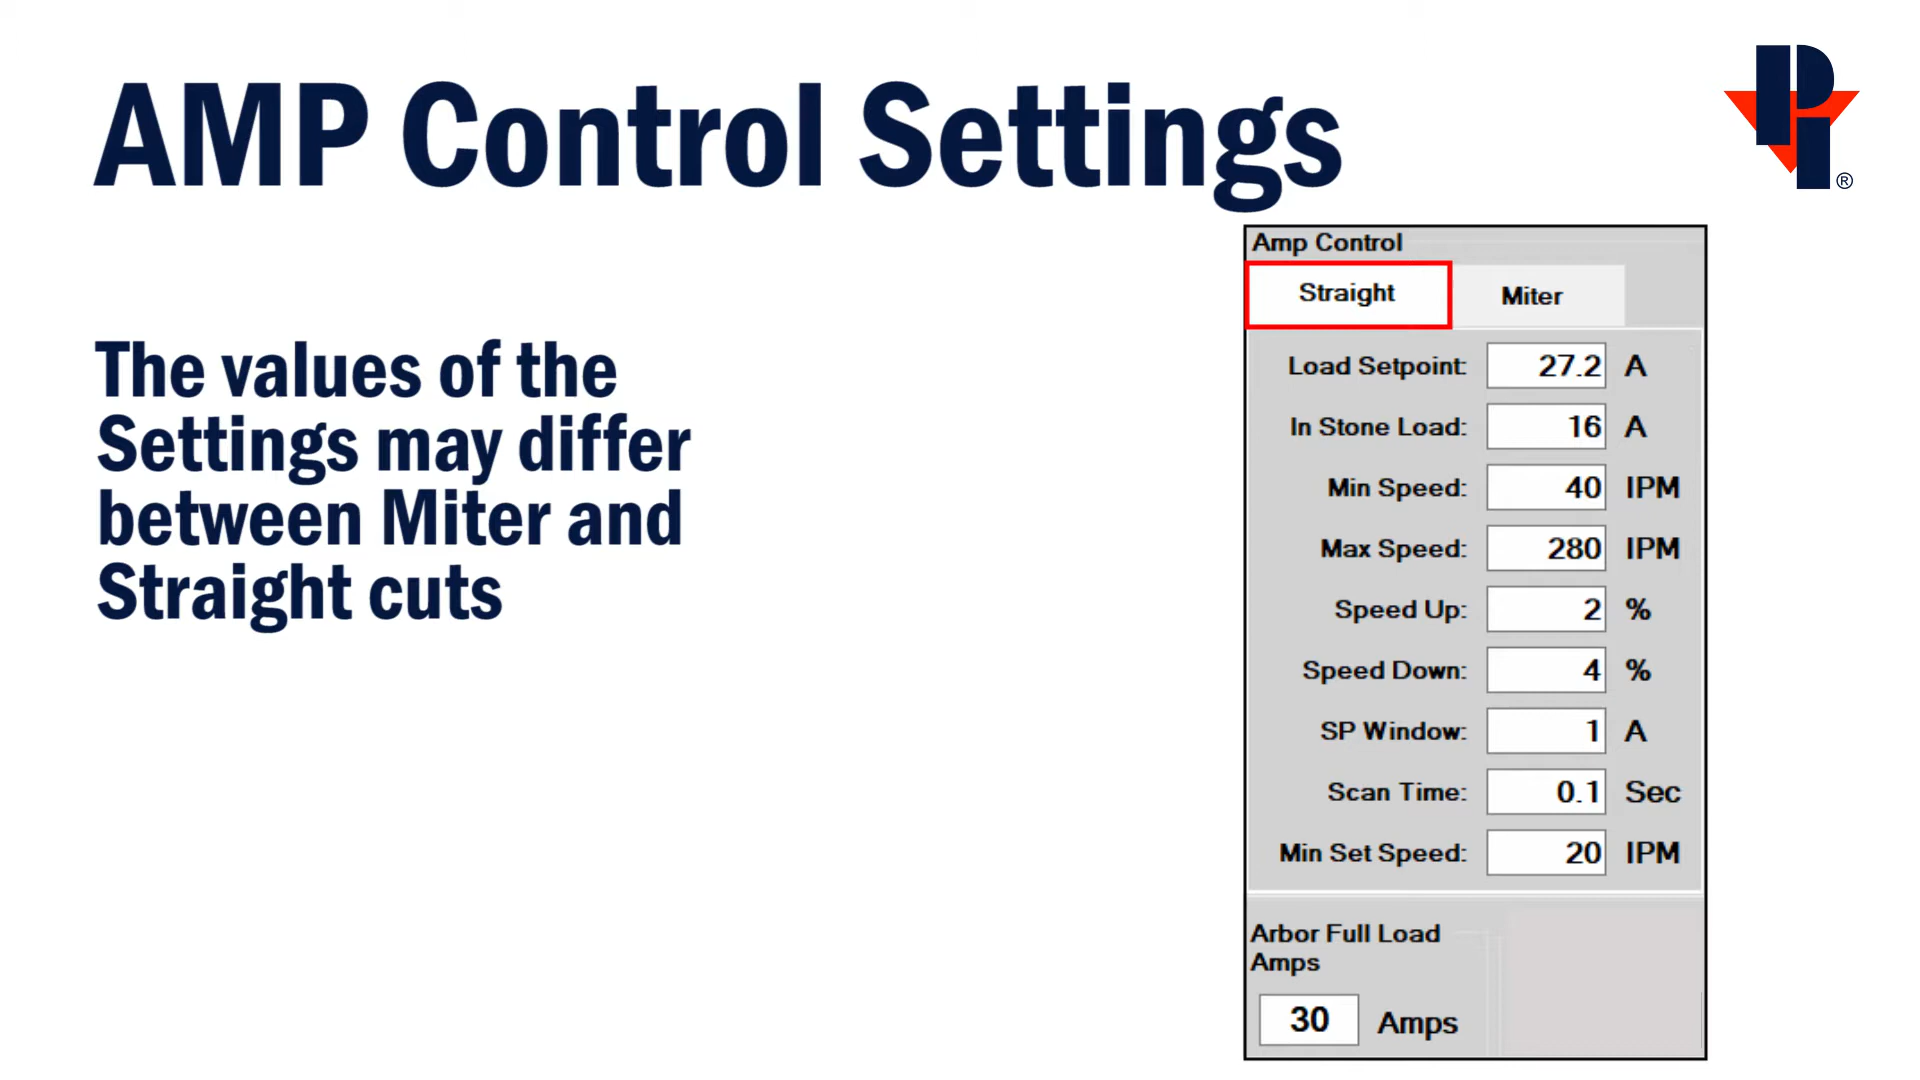 AMP Control Settings
®
The values of the
Settings may differ
between Miter and
Straight cuts
Amp Control
Straight Miter
Load Setpoint: 27.2 A
In Stone Load: 16 A
Min Speed: 40 IPM
Max Speed: 280 IPM
Speed Up: 2 %
Speed Down: 4 %
SP Window: 1 A
Scan Time: 0.1 Sec
Min Set Speed: 20 IPM
Arbor Full Load
Amps
30 Amps